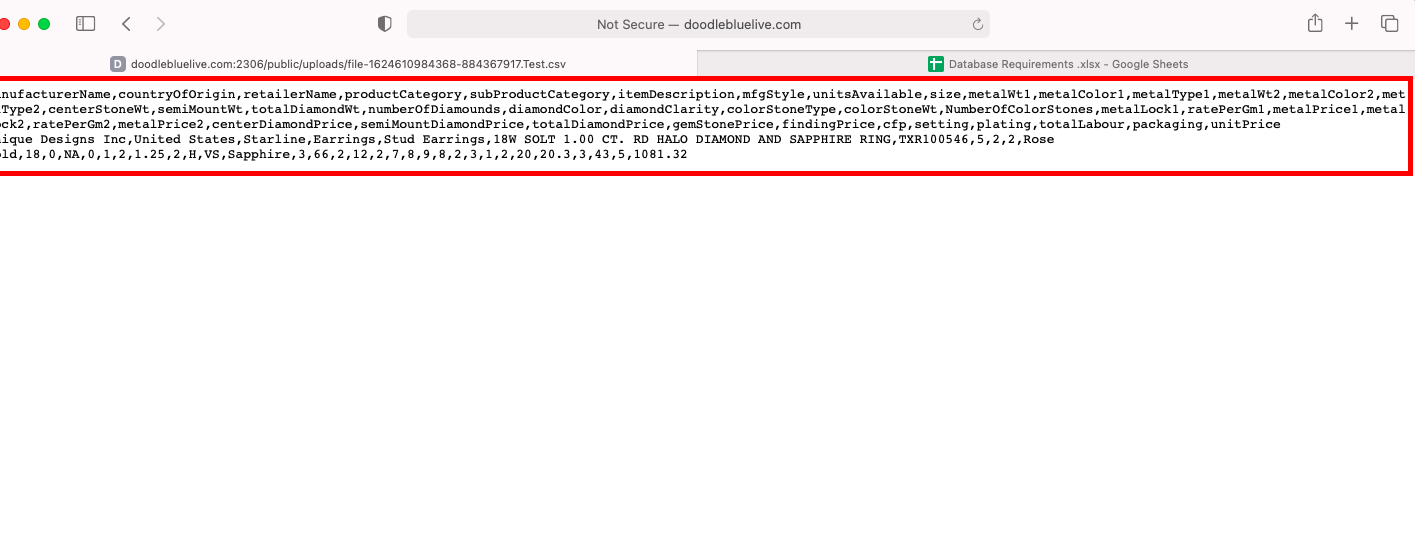 Not Secure — doodlebluelive.com
D doodlebluelive.com:2306/public/uploads/file-1624610984368-884367917.Test.csv
Database Requirements .xlsx – Google Sheets
nufacturerName,countryOfOrigin,retailerName,productCategory,subProductCategory,itemDescription,mfgStyle,unitsAvailable,size,metalWt1,metalColor1,metalType1,metalWt2,metalColor2,met
lType2,centerStoneWt,semiMountWt,totalDiamondWt,numberOfDiamounds,diamondColor,diamondClarity,colorStoneType,colorStoneWt,NumberOfColorStones,metalLock1,ratePerGm1,metalPrice1,metal
ock2,ratePerGm2,metalPrice2,centerDiamondPrice,semiMountDiamondPrice,totalDiamondPrice,gemStonePrice,findingPrice,cfp,setting,plating,totalLabour,packaging,unitPrice
ique Designs Inc,United States,Starline,Earrings,Stud Earrings,18W SOLT 1.00 CT. RD HALO DIAMOND AND SAPPHIRE RING,TXR100546,5,2,2,Rose
ld,18,0,NA,0,1,2,1.25,2,H,VS,Sapphire,3,66,2,12,2,7,8,9,8,2,3,1,2,20,20.3,3,43,5,1081.32